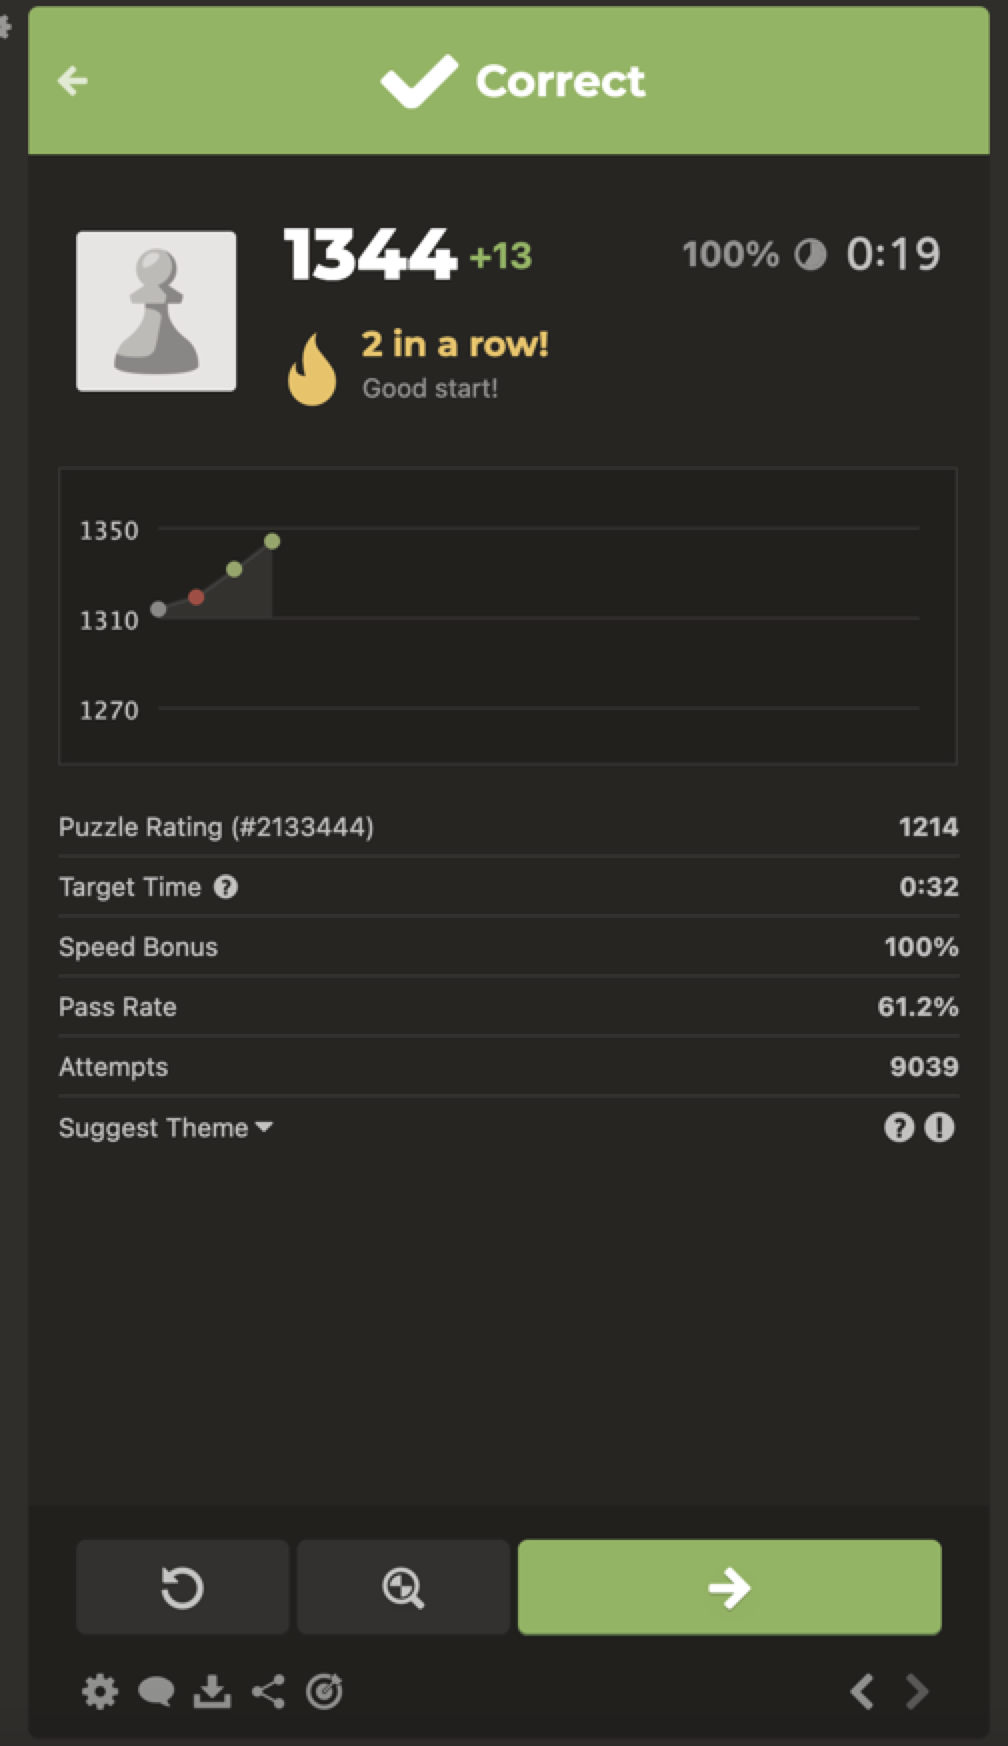 Correct
1344 +13 100% 0:19
2 in a row!
Good start!
1350
1310
1270
Puzzle Rating (#2133444) 1214
Target Time ? 0:32
Speed Bonus 100%
Pass Rate 61.2%
Attempts 9039
Suggest Theme ? !